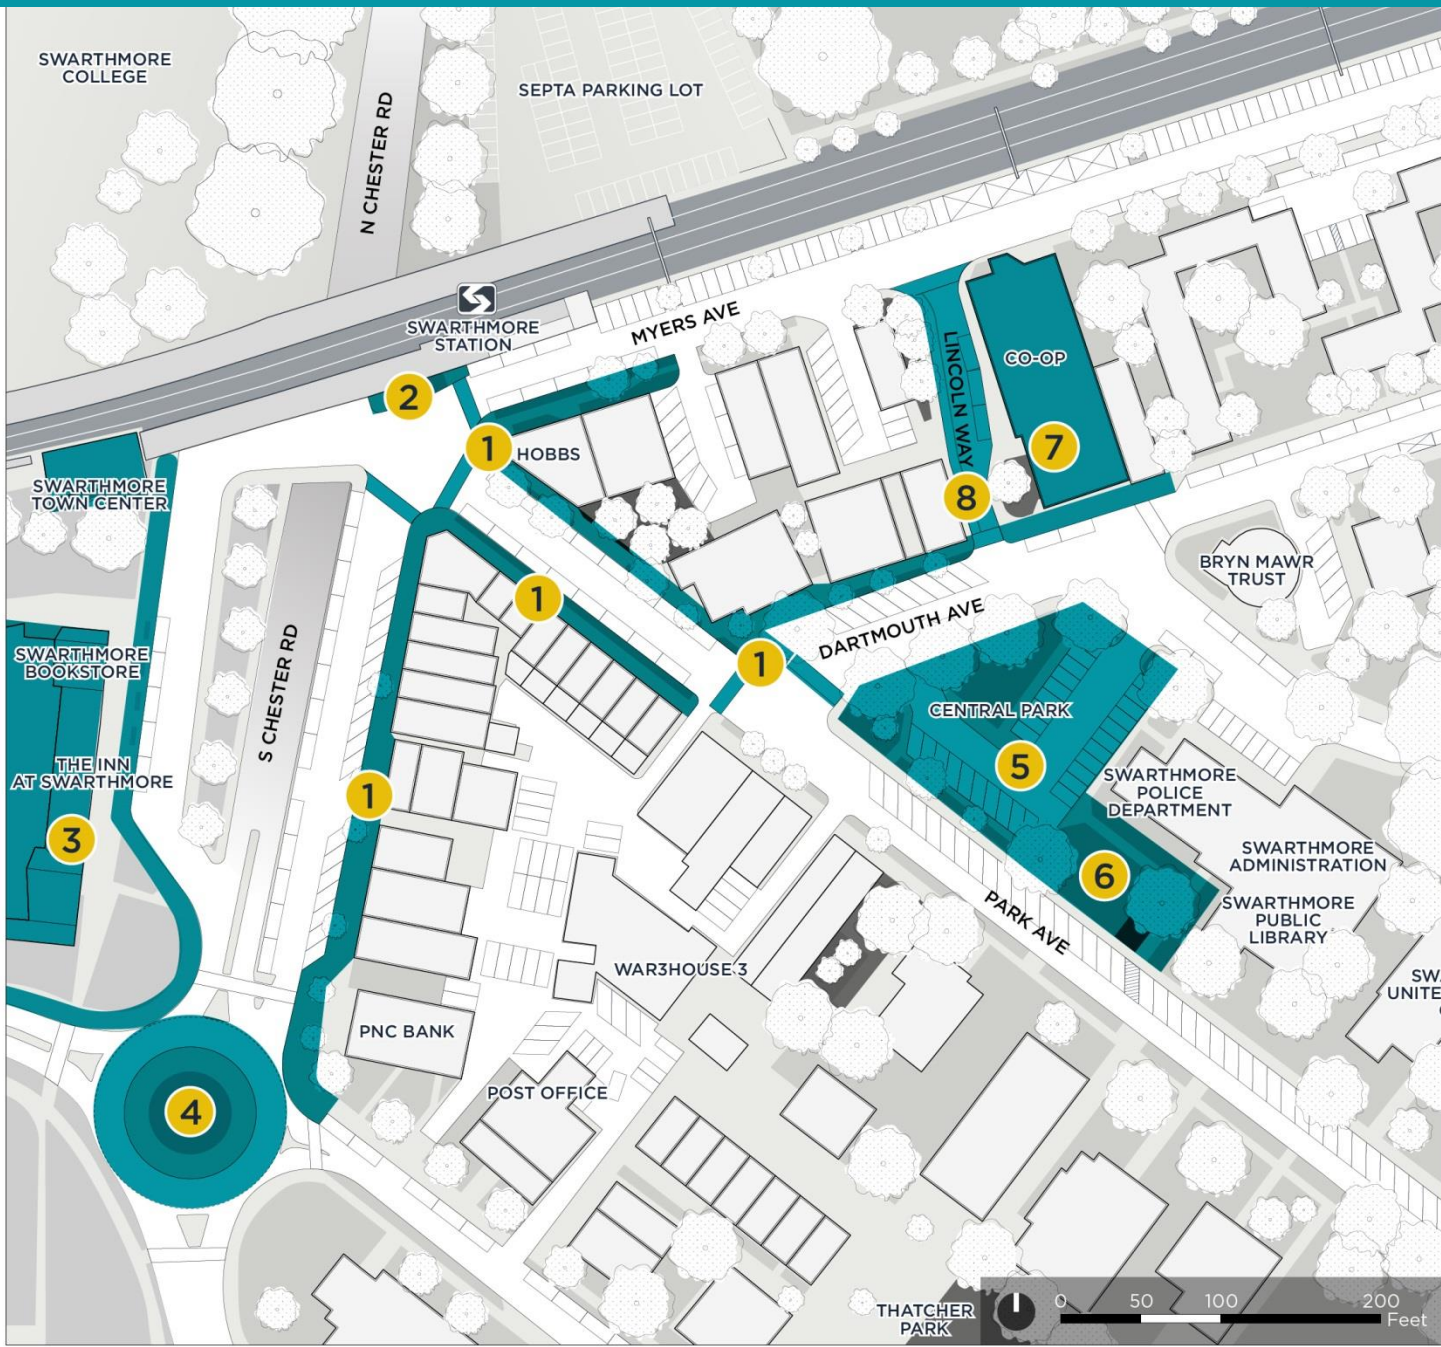 SWARTHMORE
COLLEGE
N CHESTER RD
SEPTA PARKING LOT
SWARTHMORE
STATION
MYERS AVE
2
1
HOBBS
LINCOLN WAY
CO-OP
7
8
SWARTHMORE
TOWN CENTER
BRYN MAWR
TRUST
1
DARTMOUTH AVE
SWARTHMORE
BOOKSTORE
S CHESTER RD
1
CENTRAL PARK
5
THE INN
AT SWARTHMORE
3
1
SWARTHMORE
POLICE
DEPARTMENT
SWARTHMORE
ADMINISTRATION
6
SWARTHMORE
PUBLIC
LIBRARY
PARK AVE
WAR3HOUSE 3
PNC BANK
POST OFFICE
4
THATCHER
PARK
0 50 100 200
Feet